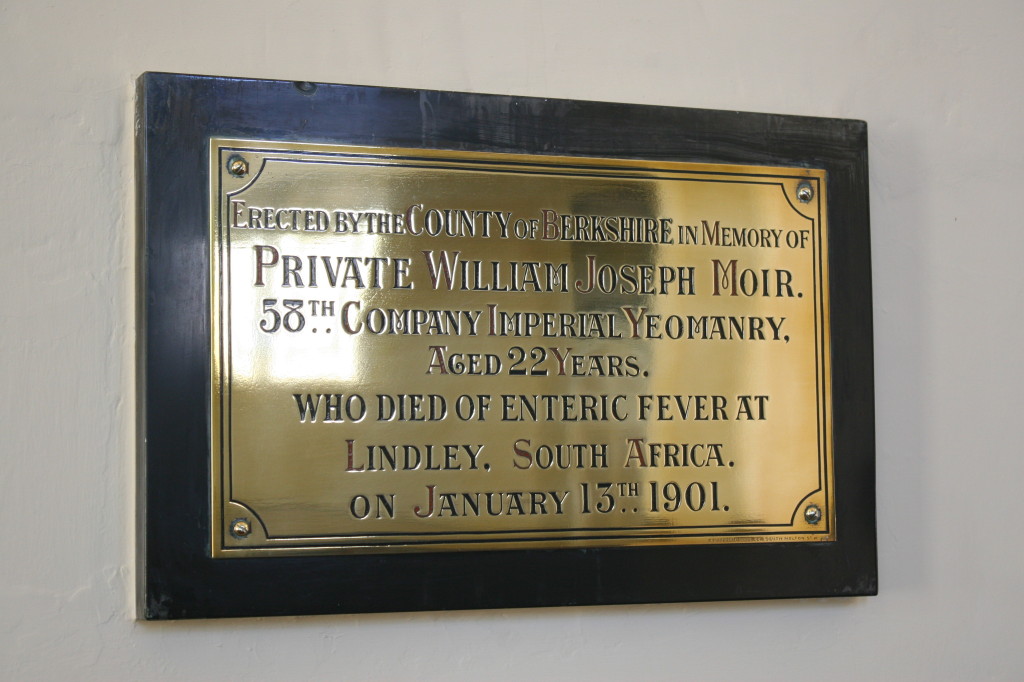 ERECTED BY THE COUNTY OF BERKSHIRE IN MEMORY OF
PRIVATE WILLIAM JOSEPH MOIR.
58TH COMPANY IMPERIAL YEOMANRY,
AGED 22 YEARS.
WHO DIED OF ENTERIC FEVER AT
LINDLEY. SOUTH AFRICA.
ON JANUARY 13TH 1901.